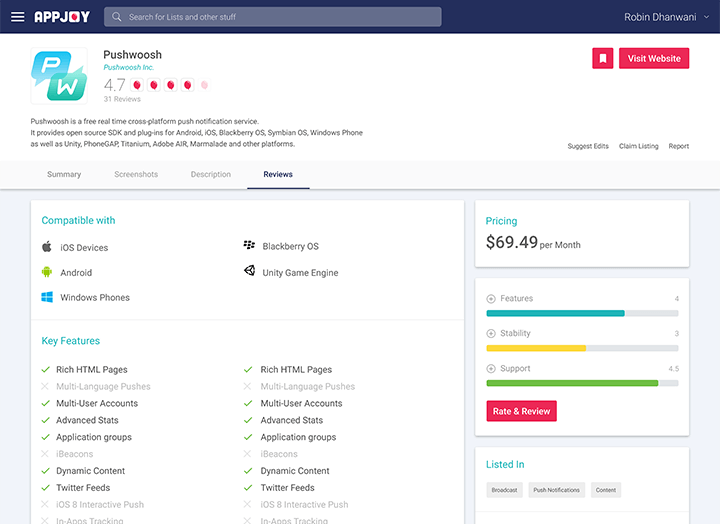 APPJOY
Search for Lists and other stuff
Robin Dhanwani
PW
Pushwoosh
Pushwoosh Inc.
4.7
31 Reviews
Visit Website
Pushwoosh is a free real time cross-platform push notification service.
It provides open source SDK and plug-ins for Android, iOS, Blackberry OS, Symbian OS, Windows Phone
as well as Unity, PhoneGAP, Titanium, Adobe AIR, Marmalade and other platforms.
Suggest Edits Claim Listing Report
Summary Screenshots Description Reviews
Compatible with
iOS Devices
Blackberry OS
Android
Unity Game Engine
Windows Phones
Key Features
Rich HTML Pages Rich HTML Pages
Multi-Language Pushes Multi-Language Pushes
Multi-User Accounts Multi-User Accounts
Advanced Stats Advanced Stats
Application groups Application groups
iBeacons iBeacons
Dynamic Content Dynamic Content
Twitter Feeds Twitter Feeds
iOS 8 Interactive Push iOS 8 Interactive Push
In-Apps Tracking In-Apps Tracking
Pricing
$69.49 per Month
Features 4
Stability 3
Support 4.5
Rate & Review
Listed In
Broadcast Push Notifications Content